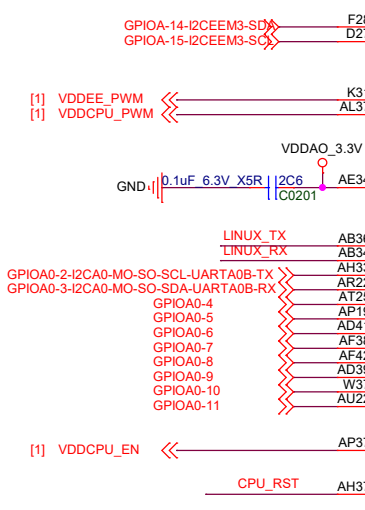 GPIOA-14-I2CEEM3-SDA F28
GPIOA-15-I2CEEM3-SCL
[1] VDDEE_PWM
[1] VDDCPU_PWM
VDDAO_3.3V
GND 0.1uF 6.3V X5R 2C6 AE34
C0201
LINUX_TX AB36
LINUX_RX AB34
GPIOA0-2-I2CA0-MO-SO-SCL-UARTA0B-TX AH33
GPIOA0-3-I2CA0-MO-SO-SDA-UARTA0B-RX AR22
GPIOA0-4 AT25
GPIOA0-5 AP19
GPIOA0-6 AD41
GPIOA0-7 AF38
GPIOA0-8 AF42
GPIOA0-9 AD39
GPIOA0-10 W37
GPIOA0-11 AU22
[1] VDDCPU_EN AP37
CPU_RST AH37